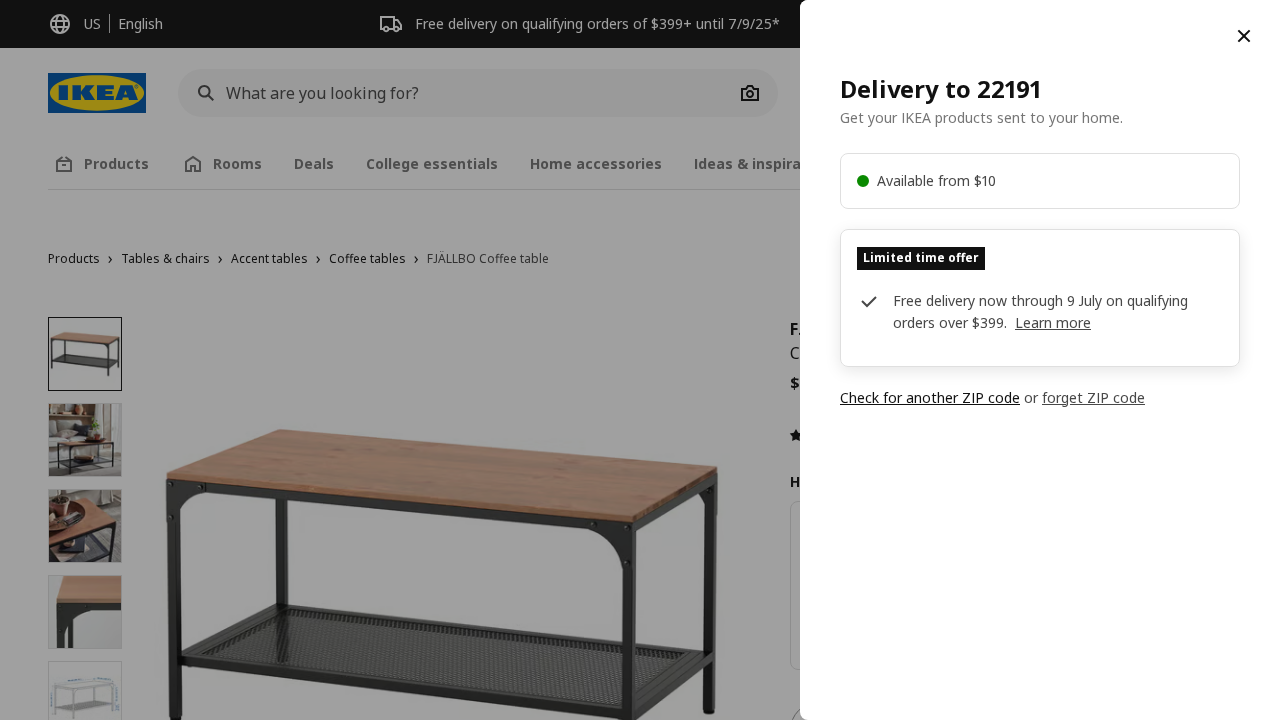 US English
Free delivery on qualifying orders of $399+ until 7/9/25*
IKEA
What are you looking for?
Products Rooms Deals College essentials Home accessories Ideas & inspira
Products › Tables & chairs › Accent tables › Coffee tables › FJÄLLBO Coffee table
$
H
Delivery to 22191
Get your IKEA products sent to your home.
Available from $10
Limited time offer
Free delivery now through 9 July on qualifying
orders over $399. Learn more
Check for another ZIP code or forget ZIP code